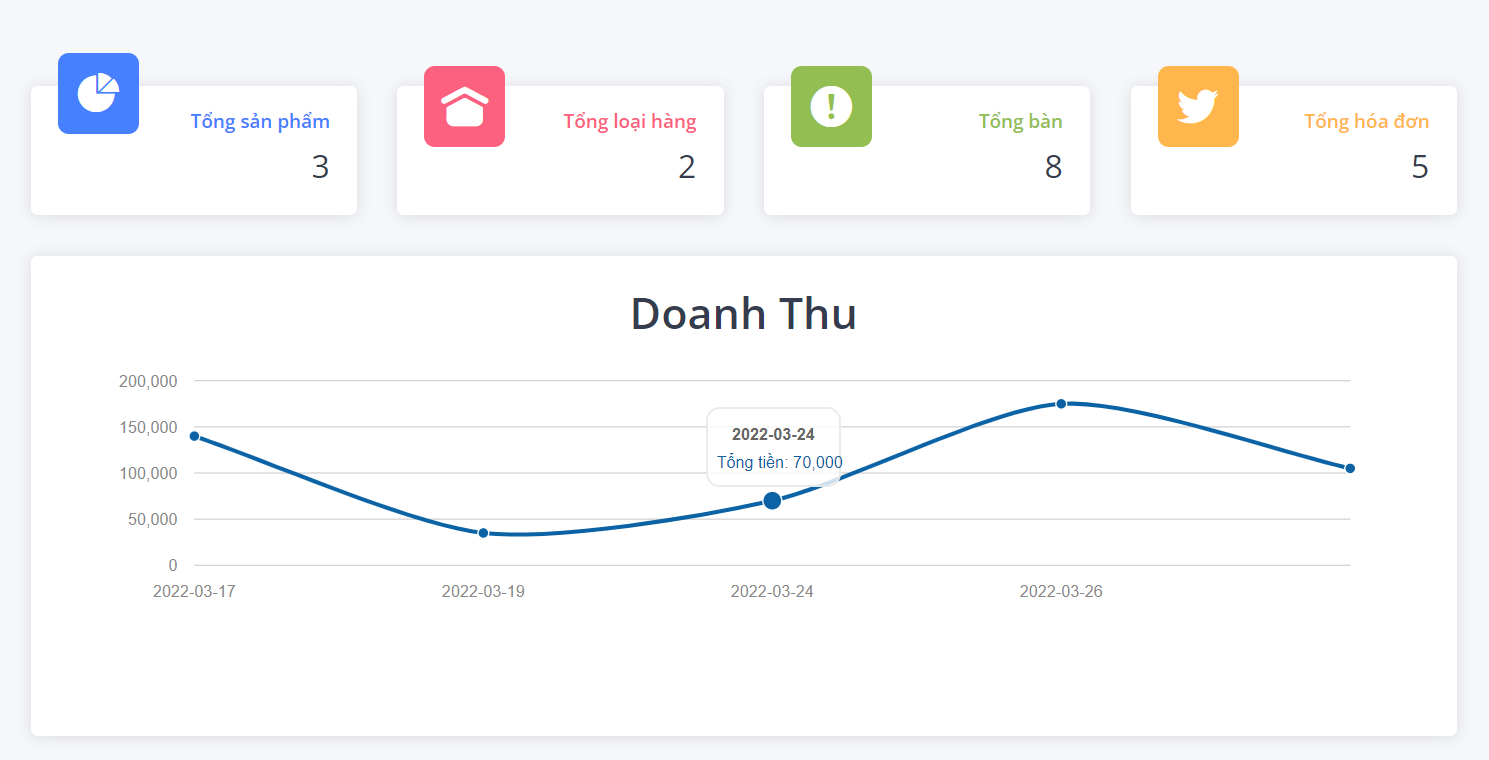 Tổng sản phẩm
3
Tổng loại hàng
2
Tổng bàn
8
Tổng hóa đơn
5
Doanh Thu
200,000
150,000
100,000
50,000
0
2022-03-24
Tổng tiền: 70,000
2022-03-17
2022-03-19
2022-03-24
2022-03-26